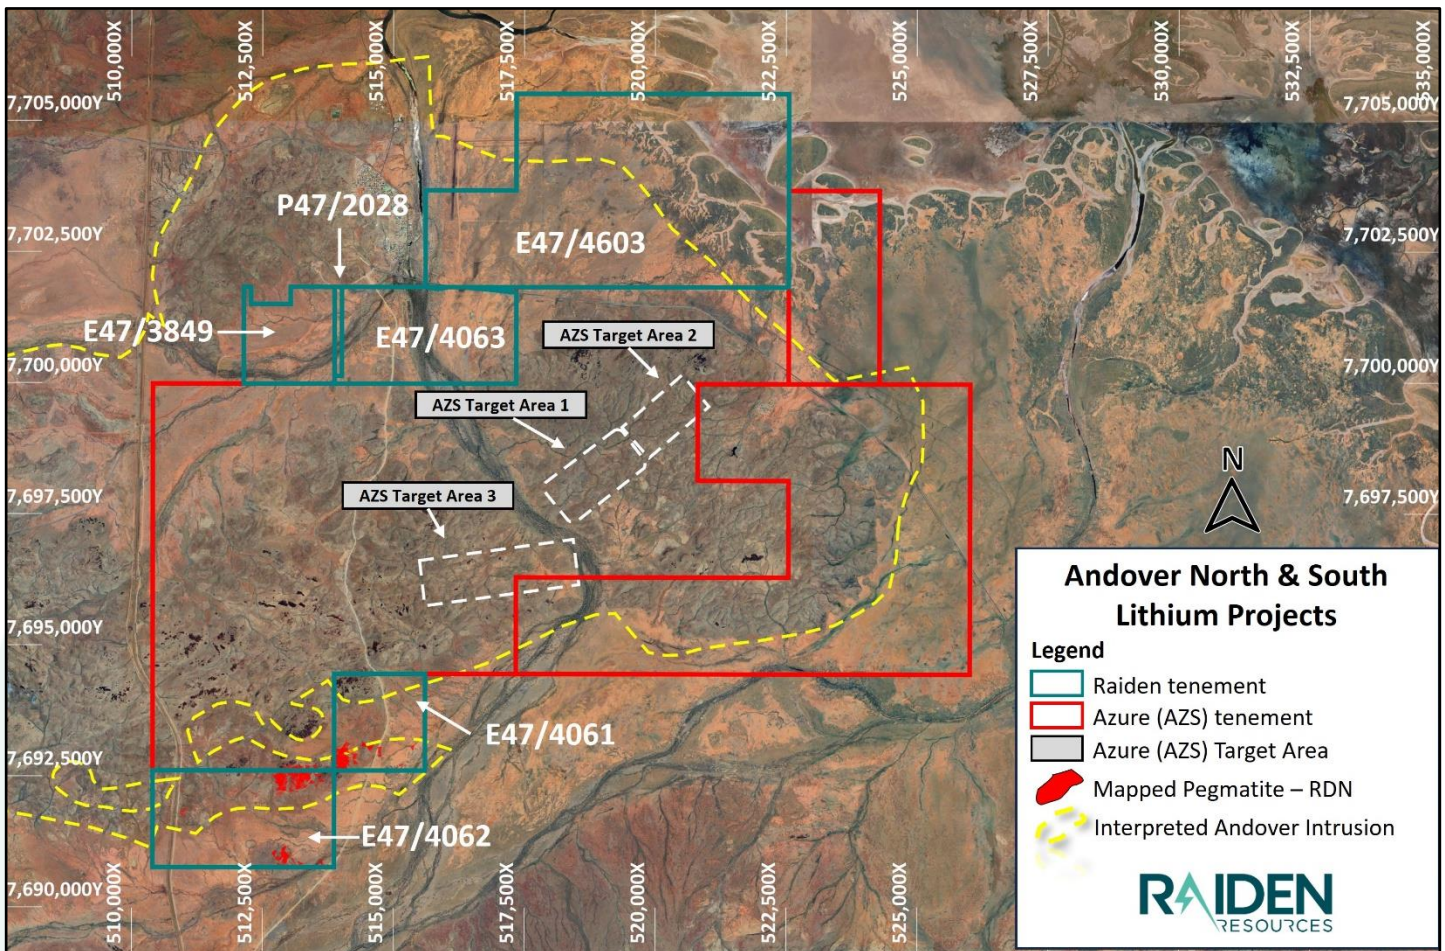 510,000X
512,500X
515,000X
517,500X
520,000X
522,500X
525,000X
527,500X
530,000X
532,500X
535,000X
7,705,000Y
7,705,000Y
P47/2028
E47/4603
7,702,500Y
7,702,500Y
E47/3849
E47/4063
AZS Target Area 2
7,700,000Y
7,700,000Y
AZS Target Area 1
AZS Target Area 3
7,697,500Y
7,697,500Y
N
7,695,000Y
E47/4061
7,692,500Y
E47/4062
7,690,000Y
510,000X
512,500X
515,000X
517,500X
520,000X
522,500X
525,000X
Andover North & South
Lithium Projects
Legend
Raiden tenement
Azure (AZS) tenement
Azure (AZS) Target Area
Mapped Pegmatite – RDN
Interpreted Andover Intrusion
RAIDEN
RESOURCES